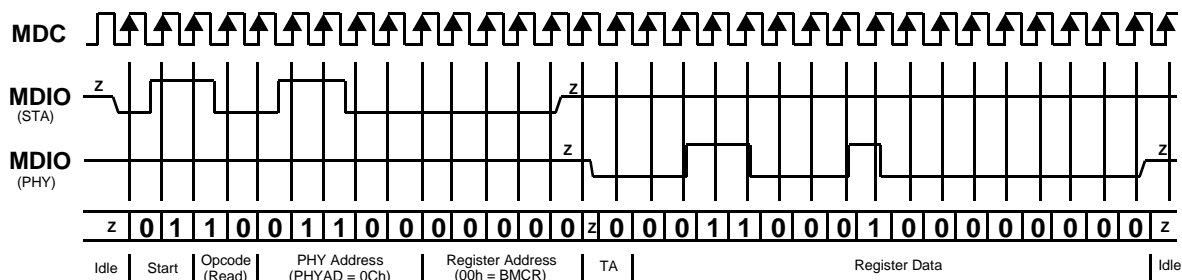 MDC
z
z
MDIO
(STA)
z
z
MDIO
(PHY)
z 0 1 1 0 0 1 1 0 0 0 0 0 0 0 z 0 0 0 1 1 0 0 0 1 0 0 0 0 0 0 0 0 z
Idle Start Opcode (Read) PHY Address (PHYAD = 0Ch) Register Address (00h = BMCR) TA Register Data Idle